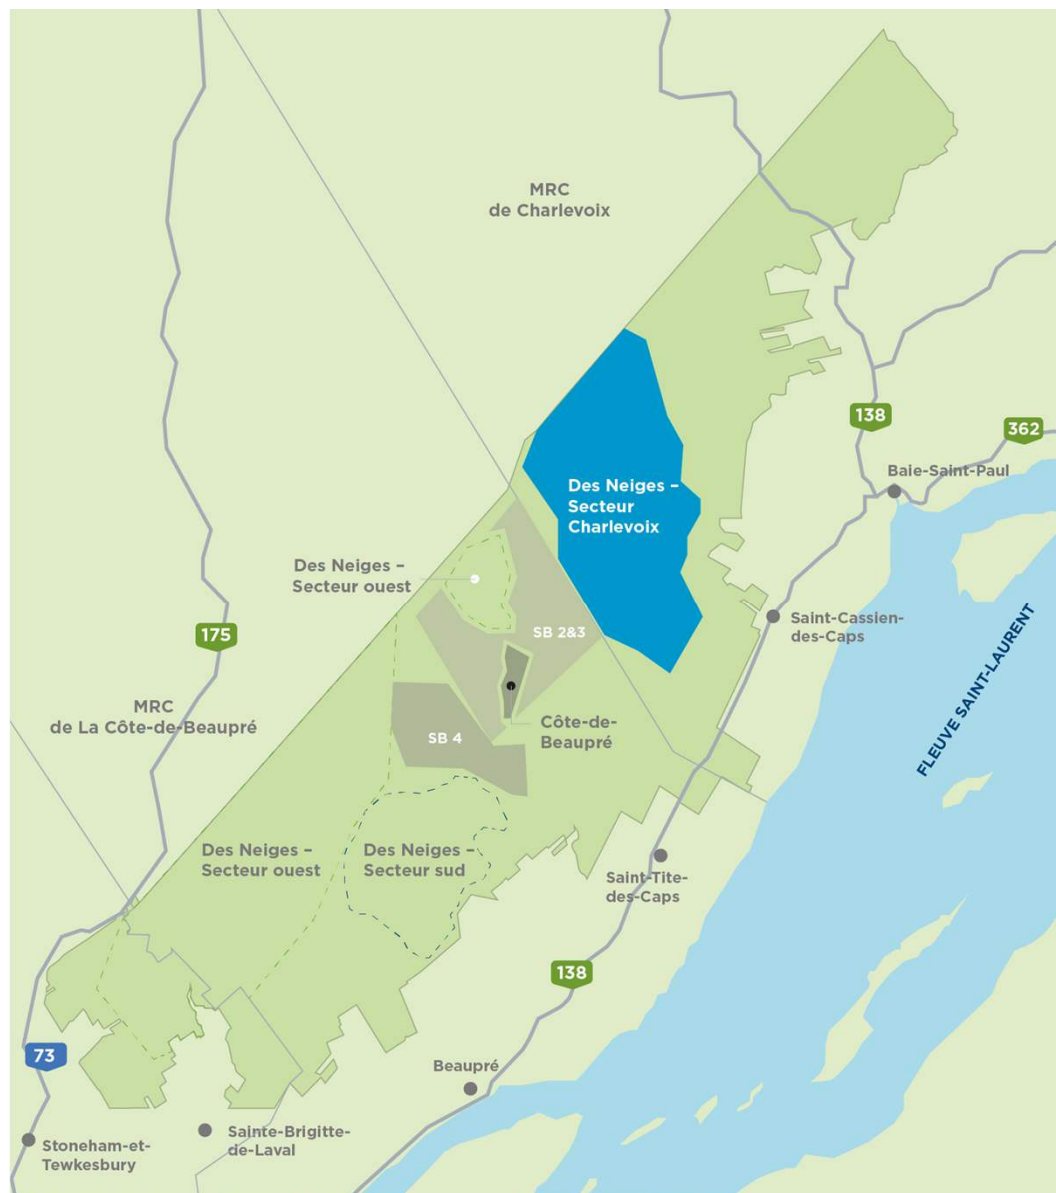 MRC
de Charlevoix
138
362
Baie-Saint-Paul
Des Neiges –
Secteur
Charlevoix
Des Neiges –
Secteur ouest
175
SB 2&3
Saint-Cassien-
des-Caps
FLEUVE SAINT-LAURENT
MRC
de La Côte-de-Beaupré
SB 4
Côte-de-
Beaupré
Des Neiges –
Secteur ouest
Des Neiges –
Secteur sud
Saint-Tite-
des-Caps
138
73
Beaupré
Stoneham-et-
Tewkesbury
Sainte-Brigitte-
de-Laval